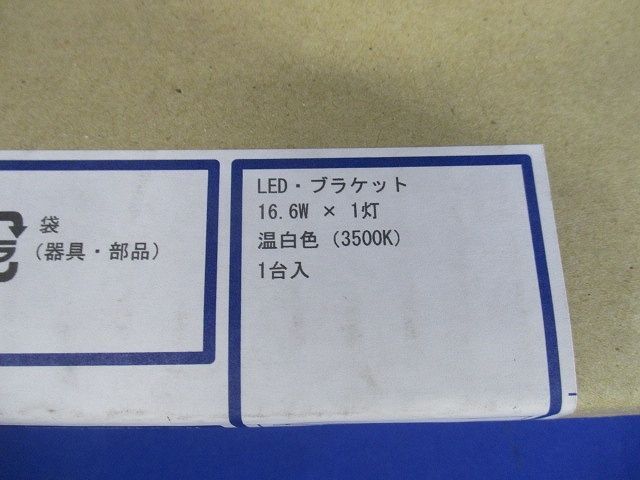 袋
(器具・部品)
LED・ブラケット
16.6W × 1灯
温白色 (3500K)
1台入